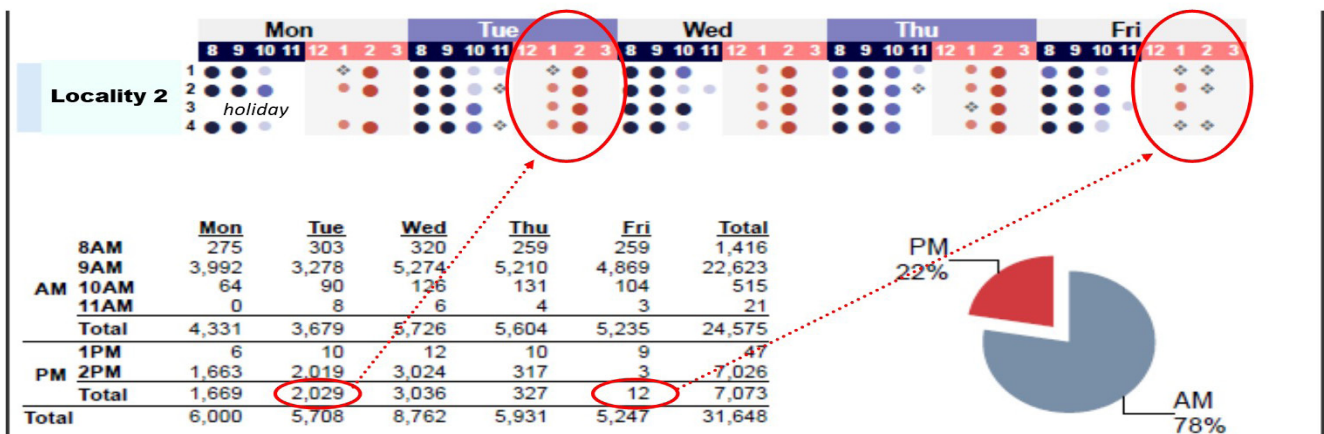 Mon Tue Wed Thu Fri
8 9 10 11 12 1 2 3 8 9 10 11 12 1 2 3 8 9 10 11 12 1 2 3 8 9 10 11 12 1 2 3 8 9 10 11 12 1 2 3
1
Locality 2 2
3 holiday
4
Mon Tue Wed Thu Fri Total
8AM 275 303 320 259 259 1,416
9AM 3,992 3,278 5,274 5,210 4,869 22,623
AM 10AM 64 90 126 131 104 515
11AM 0 8 6 4 3 21
Total 4,331 3,679 5,726 5,604 5,235 24,575
1PM 6 10 12 10 9 47
PM 2PM 1,663 2,019 3,024 317 3 7,026
Total 1,669 2,029 3,036 327 12 7,073
Total 6,000 5,708 8,762 5,931 5,247 31,648
PM
22%
AM
78%